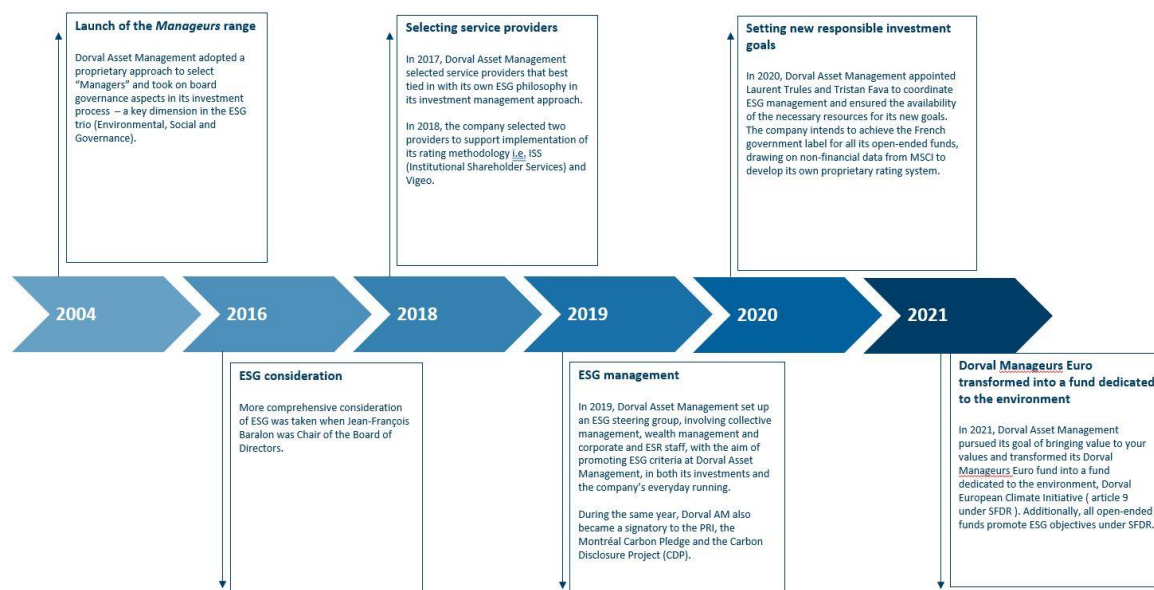 Launch of the Manageurs range
Dorval Asset Management adopted a
proprietary approach to select
“Managers” and took on board
governance aspects in its investment
process – a key dimension in the ESG
trio (Environmental, Social and
Governance).
Selecting service providers
In 2017, Dorval Asset Management
selected service providers that best
tied in with its own ESG philosophy in
its investment management approach.
In 2018, the company selected two
providers to support implementation of
its rating methodology i.e. ISS
(Institutional Shareholder Services) and
Vigeo.
Setting new responsible investment
goals
In 2020, Dorval Asset Management appointed
Laurent Trules and Tristan Fava to coordinate
ESG management and ensured the availability
of the necessary resources for its new goals.
The company intends to achieve the French
government label for all its open-ended funds,
drawing on non-financial data from MSCI to
develop its own proprietary rating system.
2004
2016
2018
2019
2020
2021
ESG consideration
More comprehensive consideration
of ESG was taken when Jean-François
Baralon was Chair of the Board of
Directors.
ESG management
In 2019, Dorval Asset Management set up
an ESG steering group, involving collective
management, wealth management and
corporate and ESR staff, with the aim of
promoting ESG criteria at Dorval Asset
Management, in both its investments and
the company’s everyday running.
During the same year, Dorval AM also
became a signatory to the PRI, the
Montréal Carbon Pledge and the Carbon
Disclosure Project (CDP).
Dorval Manageurs Euro
transformed into a fund dedicated
to the environment
In 2021, Dorval Asset Management
pursued its goal of bringing value to your
values and transformed its Dorval
Manageurs Euro fund into a fund
dedicated to the environment, Dorval
European Climate Initiative ( article 9
under SFDR ). Additionally, all open-ended
funds promote ESG objectives under SFDR.